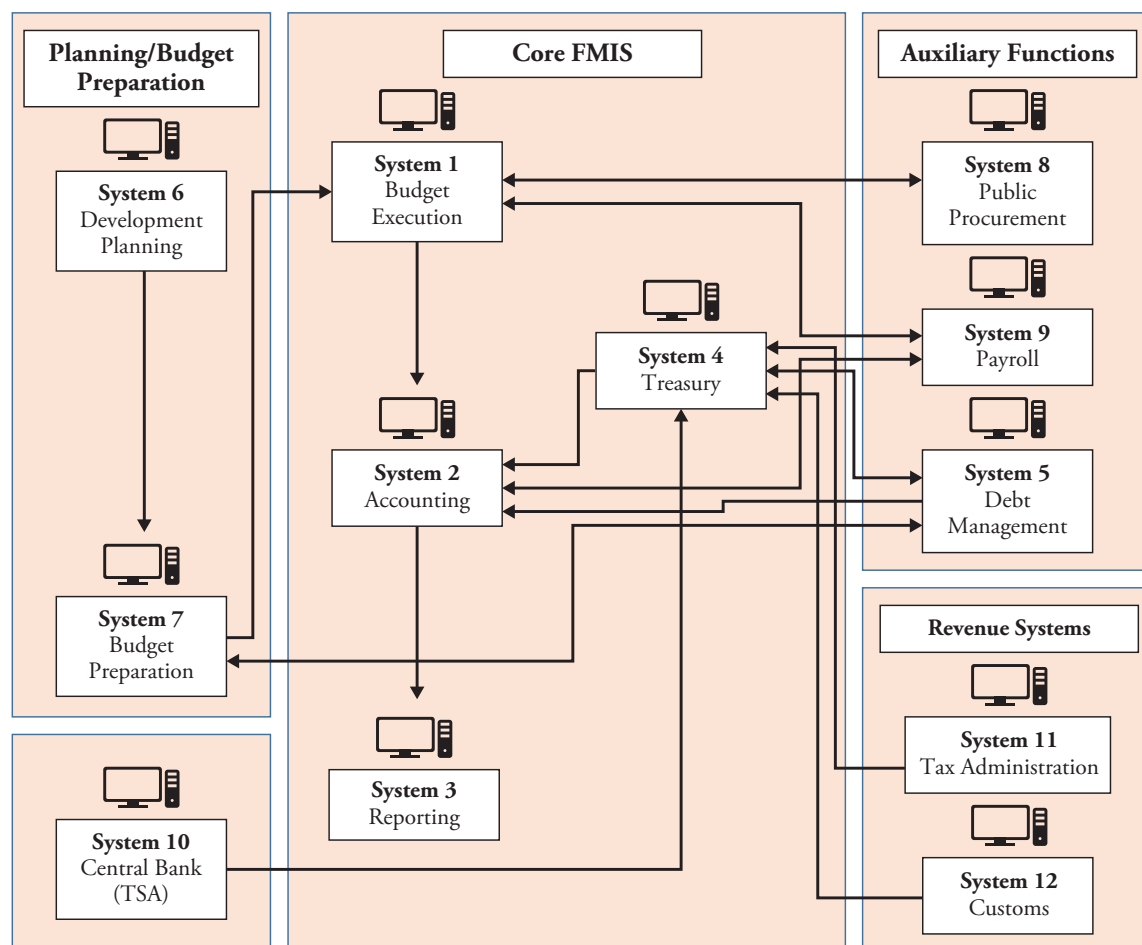 Planning/Budget
Preparation
System 6
Development
Planning
System 7
Budget
Preparation
System 10
Central Bank
(TSA)
Core FMIS
System 1
Budget
Execution
System 4
Treasury
System 2
Accounting
System 3
Reporting
Auxiliary Functions
System 8
Public
Procurement
System 9
Payroll
System 5
Debt
Management
Revenue Systems
System 11
Tax Administration
System 12
Customs